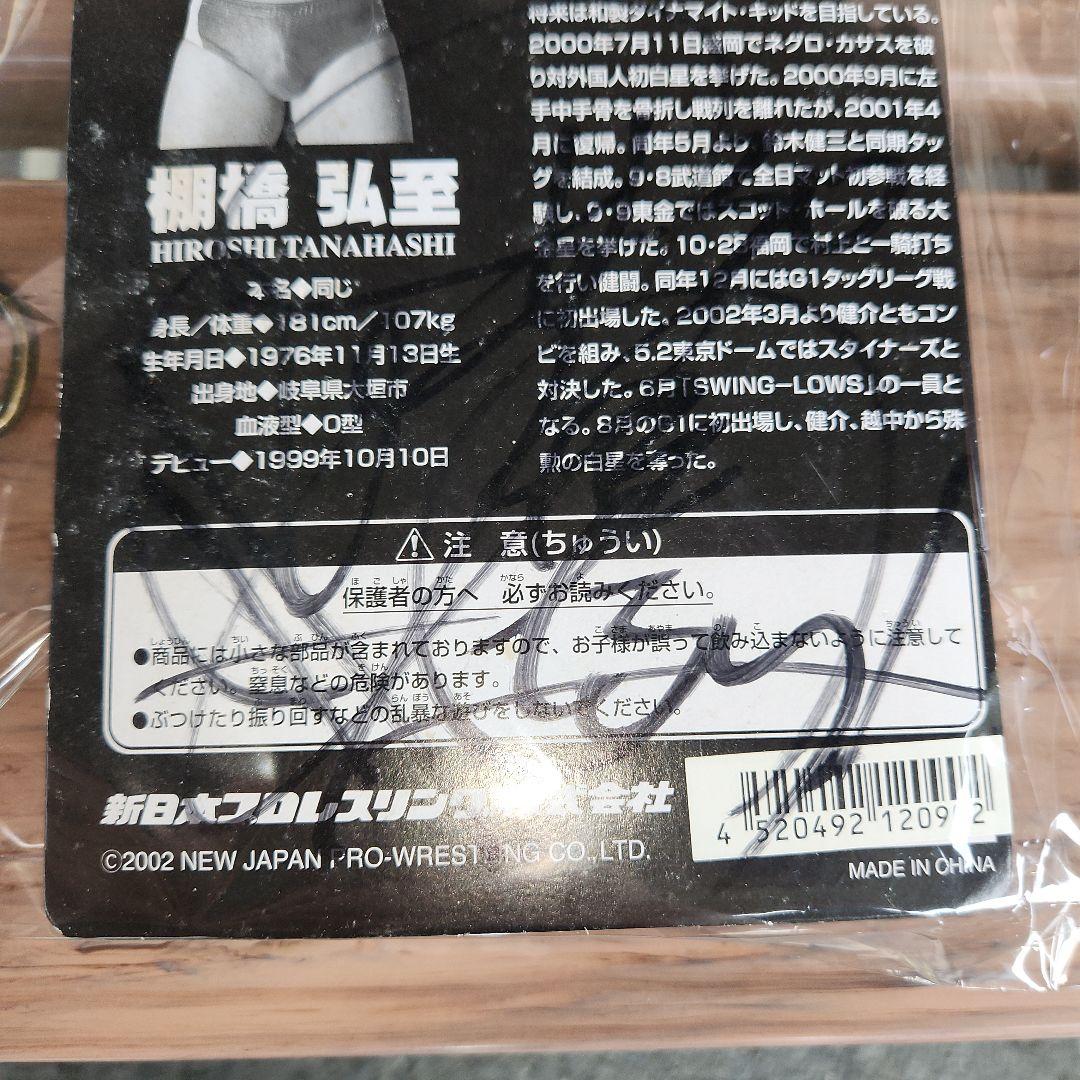 将来は和製ダイナマイト・キッドを目指している。
2000年7月11日盛岡でネグロ・カサスを破
り対外国人初白星を挙げた。2000年9月に左
手中手骨を骨折し戦列を離れたが、2001年4
月に復帰。同年5月より、鈴木健三と同期タッ
グを結成。9・8武道館で全日マット初参戦を経
験し、9・9東金ではスコット・ホールを破る大
金星を挙げた。10・28福岡で村上と一騎打ち
を行い健闘。同年12月にはG1タッグリーグ戦
に初出場した。2002年3月より健介ともコン
ビを組み、5.2東京ドームではスタイナーズと
対決した。6月「SWING-LOWS」の一員と
なる。8月のG1に初出場し、健介、越中から殊
勲の白星を奪った。
棚橋 弘至
HIROSHI TANAHASHI
本名◆同じ
身長／体重◆181cm／107kg
生年月日◆1976年11月13日生
出身地◆岐阜県大垣市
血液型◆O型
デビュー◆1999年10月10日
注 意(ちゅうい)
保護者の方へ 必ずお読みください。
●商品には小さな部品が含まれておりますので、お子様が誤って飲み込まないように注意して
ください。窒息などの危険があります。
●ぶつけたり振り回すなどの乱暴な遊びをしないでください。
新日本プロレスリング株式会社
©2002 NEW JAPAN PRO-WRESTLING CO.,LTD.
4 520492 120902
MADE IN CHINA